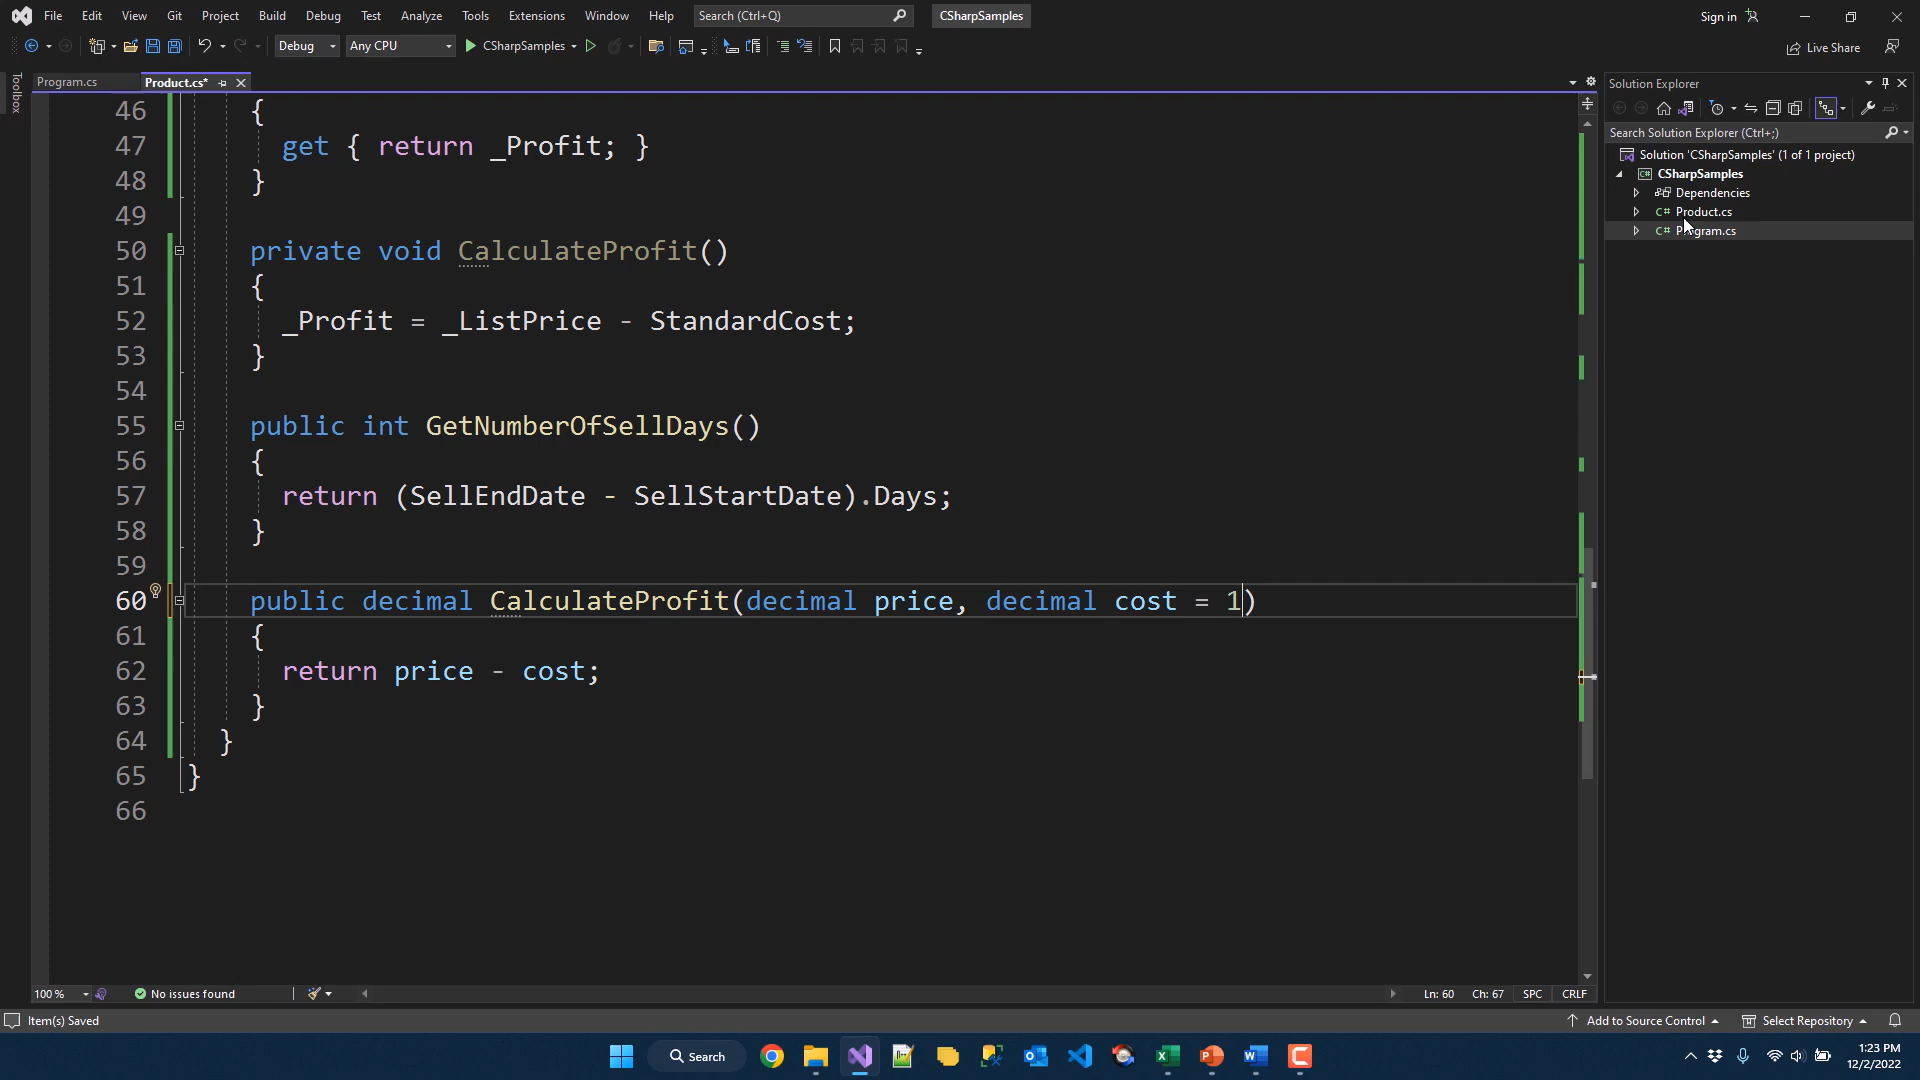 File Edit View Git Project Build Debug Test Analyze Tools Extensions Window Help Search (Ctrl+Q) CSharpSamples Sign in
Debug Any CPU CSharpSamples Live Share
Toolbox
Program.cs Product.cs*
46 {
47 get { return _Profit; }
48 }
49
50 private void CalculateProfit()
51 {
52 _Profit = _ListPrice - StandardCost;
53 }
54
55 public int GetNumberOfSellDays()
56 {
57 return (SellEndDate - SellStartDate).Days;
58 }
59
60 public decimal CalculateProfit(decimal price, decimal cost = 1)
61 {
62 return price - cost;
63 }
64 }
65 }
66
Solution Explorer
Search Solution Explorer (Ctrl+;)
Solution 'CSharpSamples' (1 of 1 project)
C# CSharpSamples
Dependencies
C# Product.cs
C# Program.cs
100 % No issues found Ln: 60 Ch: 67 SPC CRLF
Item(s) Saved Add to Source Control Select Repository
Search
1:23 PM
12/2/2022